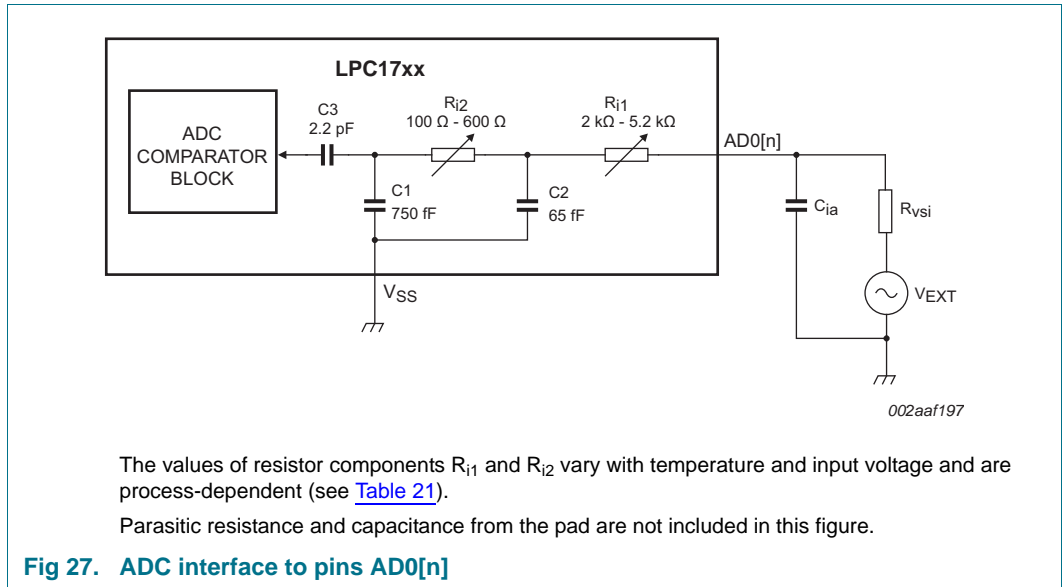 LPC17xx
ADC
COMPARATOR
BLOCK
C3
2.2 pF
Ri2
100 Ω - 600 Ω
Ri1
2 kΩ - 5.2 kΩ
AD0[n]
C1
750 fF
C2
65 fF
Cia
Rvsi
VSS
VEXT
002aaf197
The values of resistor components Ri1 and Ri2 vary with temperature and input voltage and are
process-dependent (see Table 21).
Parasitic resistance and capacitance from the pad are not included in this figure.
Fig 27. ADC interface to pins AD0[n]